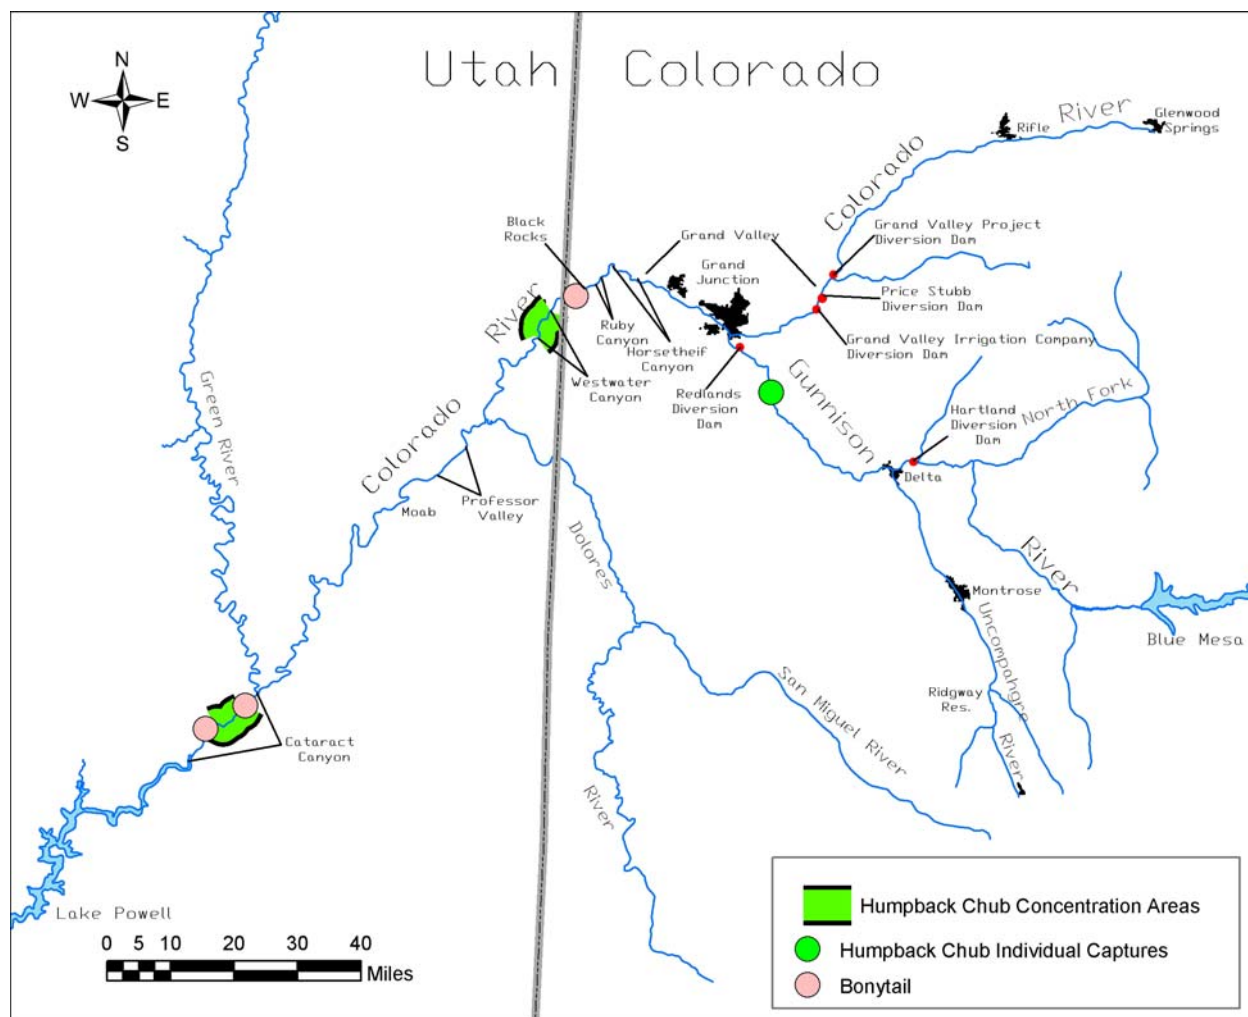 Utah
Colorado
N
W
E
S
Glenwood
Springs
River
Rifle
Colorado
Black
Rocks
Grand Valley
Grand Valley Project
Diversion Dam
Grand
Junction
Price Stubb
Diversion Dam
River
Ruby
Canyon
Grand Valley Irrigation Company
Diversion Dam
Horsetheif
Canyon
Westwater
Canyon
Redlands
Diversion
Dam
Gunnison
North Fork
Hartland
Diversion
Dam
Green River
Colorado
Delta
Professor
Valley
Moab
Dolores
River
Montrose
Uncompahgre
Blue Mesa
San Miguel River
Ridgway
Res.
River
Cataract
Canyon
River
Lake Powell
0 5 10 20 30 40
Miles
Humpback Chub Concentration Areas
Humpback Chub Individual Captures
Bonytail